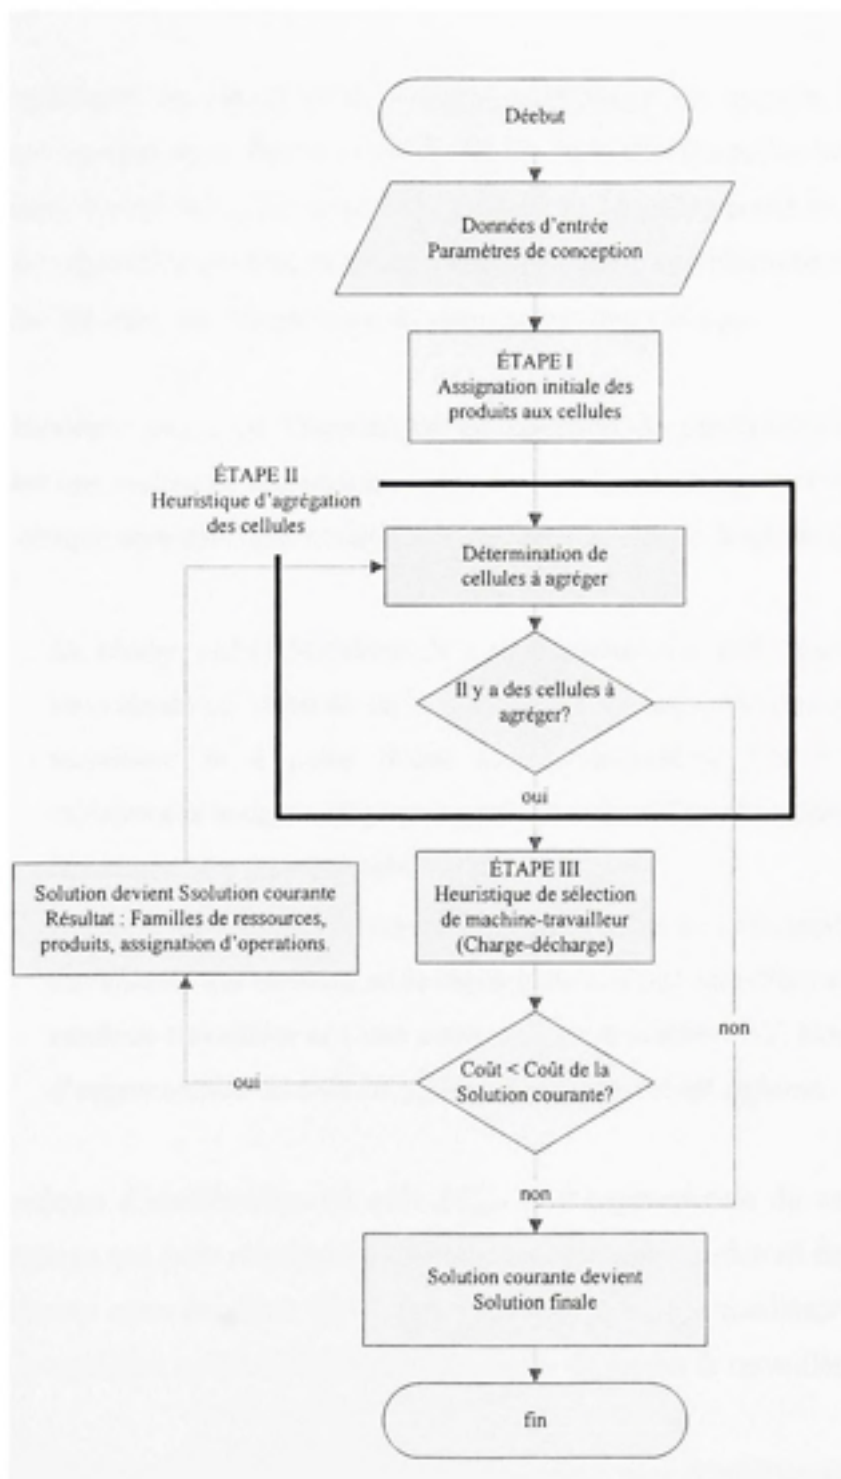 Déebut
Données d'entrée
Paramètres de conception
ÉTAPE I
Assignation initiale des
produits aux cellules
ÉTAPE II
Heuristique d'agrégation
des cellules
Détermination de
cellules à agréger
Il y a des cellules à
agréger?
oui
ÉTAPE III
Heuristique de sélection
de machine-travailleur
(Charge-décharge)
Solution devient Ssolution courante
Résultat : Familles de ressources,
produits, assignation d'operations.
non
Coût < Coût de la
Solution courante?
oui
non
Solution courante devient
Solution finale
fin